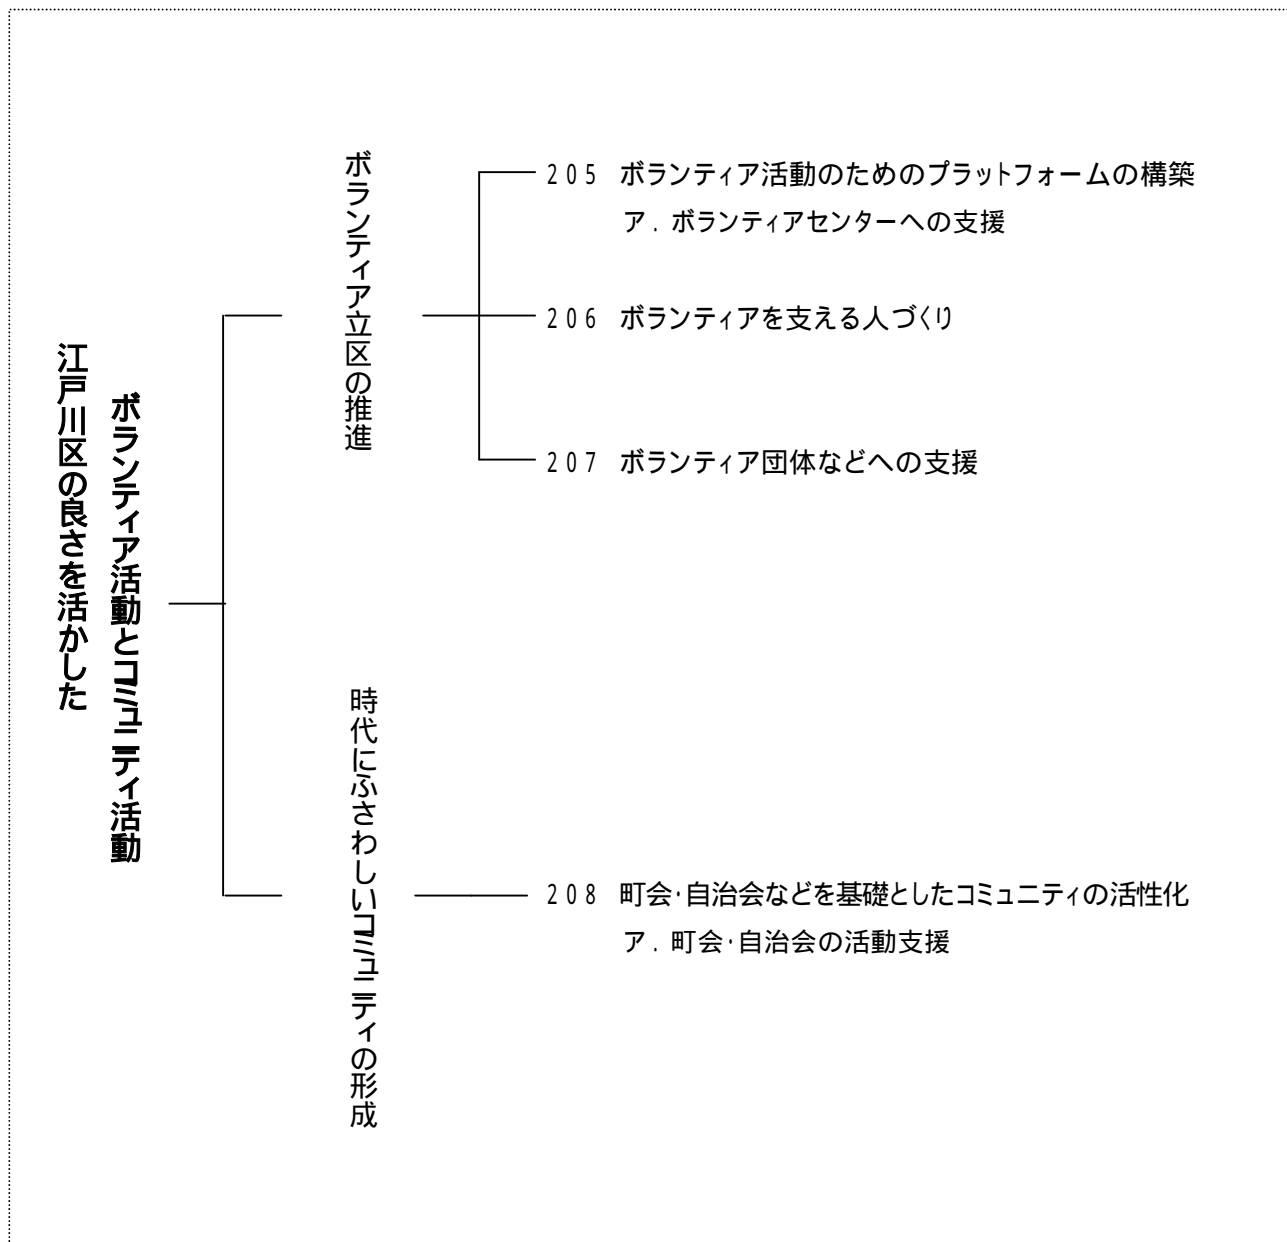 江戸川区の良さを活かした
ボランティア活動とコミュニティ活動
ボランティア立区の推進
205 ボランティア活動のためのプラットフォームの構築
ア．ボランティアセンターへの支援
206 ボランティアを支える人づくり
207 ボランティア団体などへの支援
時代にふさわしいコミュニティの形成
208 町会・自治会などを基礎としたコミュニティの活性化
ア．町会・自治会の活動支援